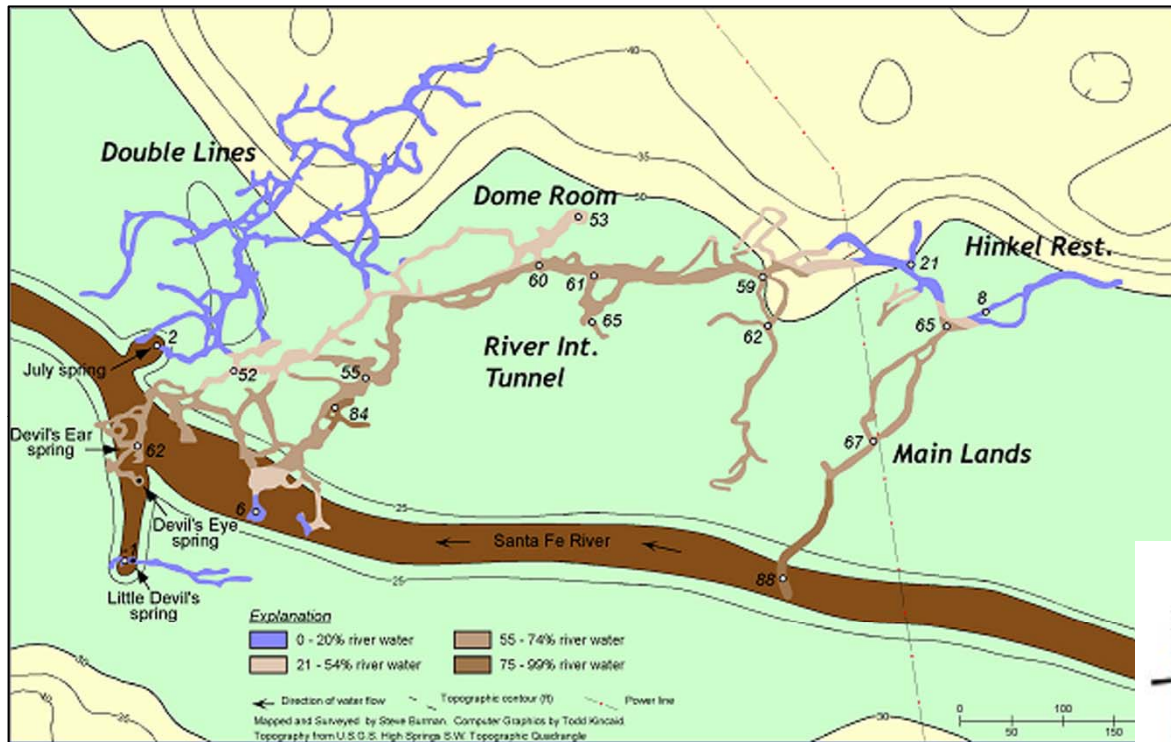 40
Double Lines
35
Dome Room
30
53
Hinkel Rest.
21
60
61
59
8
65
65
62
2
River Int.
Tunnel
July spring
52
55
84
Devil's Ear
spring
62
67
Main Lands
6
25
Devil's Eye
spring
Santa Fe River
1
25
88
Little Devil's
spring
Explanation
0 - 20% river water
55 - 74% river water
21 - 54% river water
75 - 99% river water
Direction of water flow
Topographic contour (ft)
Power line
Mapped and Surveyed by Steve Burman. Computer Graphics by Todd Kincaid.
Topography from U.S.G.S. High Springs S.W. Topographic Quadrangle
30
25
30
0
50
100
150